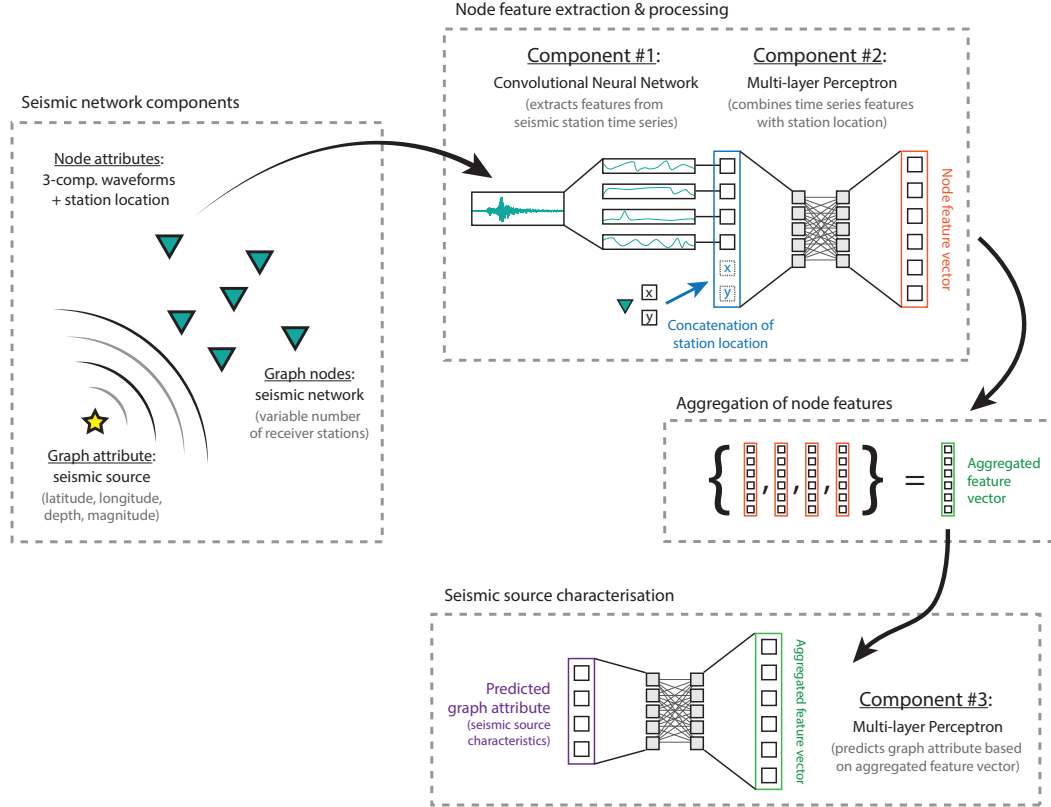 Node feature extraction & processing
Component #1:
Convolutional Neural Network
(extracts features from
seismic station time series)
Component #2:
Multi-layer Perceptron
(combines time series features
with station location)
Seismic network components
Node attributes:
3-comp. waveforms
+ station location
Node feature vector
x
y
x
y
Concatenation of
station location
Graph nodes:
seismic network
(variable number
of receiver stations)
Graph attribute:
seismic source
(latitude, longitude,
depth, magnitude)
Aggregation of node features
{ , , , } =
Aggregated
feature
vector
Seismic source characterisation
Predicted
graph attribute
(seismic source
characteristics)
Aggregated feature vector
Component #3:
Multi-layer Perceptron
(predicts graph attribute based
on aggregated feature vector)